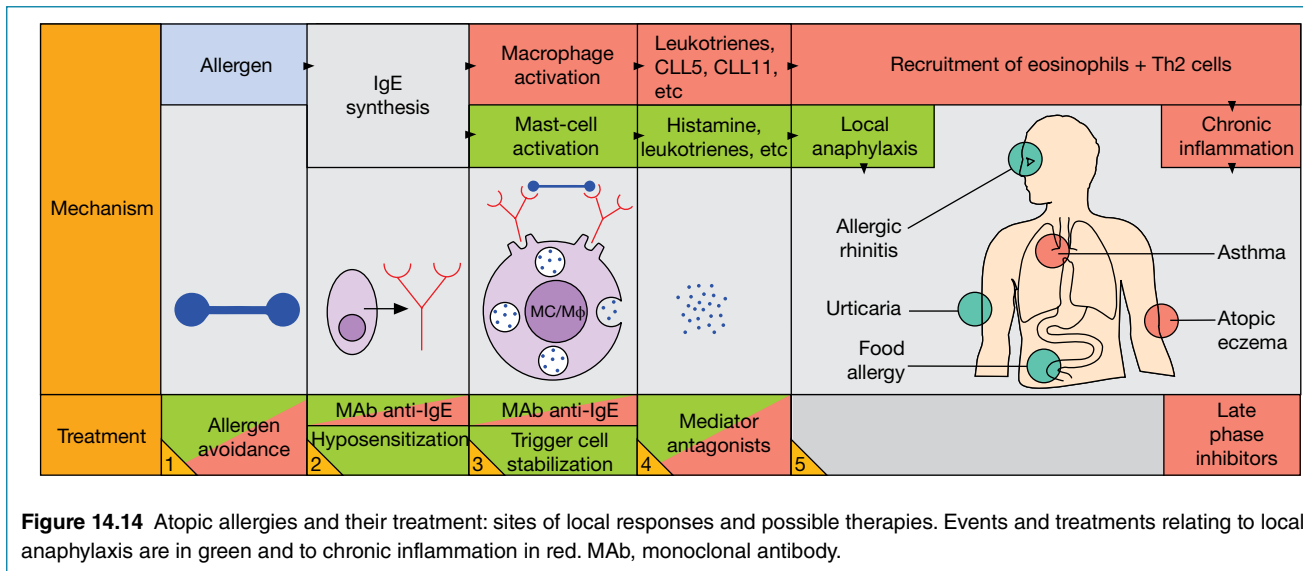 Mechanism
Allergen
IgE
synthesis
Macrophage
activation
Leukotrienes,
CLL5, CLL11,
etc
Recruitment of eosinophils + Th2 cells
Mast-cell
activation
Histamine,
leukotrienes, etc
Local
anaphylaxis
Chronic
inflammation
MC/Mϕ
Allergic
rhinitis
Asthma
Urticaria
Atopic
eczema
Food
allergy
Treatment
1
Allergen
avoidance
2
MAb anti-IgE
Hyposensitization
3
MAb anti-IgE
Trigger cell
stabilization
4
Mediator
antagonists
5
Late
phase
inhibitors
Figure 14.14 Atopic allergies and their treatment: sites of local responses and possible therapies. Events and treatments relating to local
anaphylaxis are in green and to chronic inflammation in red. MAb, monoclonal antibody.